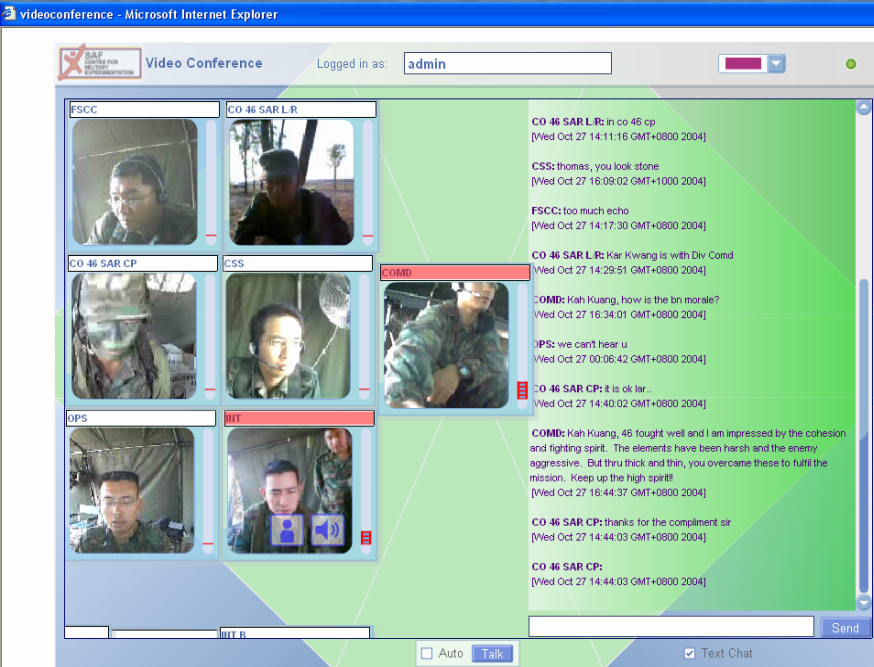 videoconference - Microsoft Internet Explorer
SAF
CENTRE FOR
MILITARY
EXPERIMENTATION
Video Conference
Logged in as:
admin
FSCC
CO 46 SAR L/R
CO 46 SAR CP
CSS
COMD
OPS
INT
INT B
CO 46 SAR L/R: in co 46 cp
[Wed Oct 27 14:11:16 GMT+0800 2004]
CSS: thomas, you look stone
[Wed Oct 27 16:09:02 GMT+1000 2004]
FSCC: too much echo
[Wed Oct 27 14:17:30 GMT+0800 2004]
CO 46 SAR L/R: Kar Kwang is with Div Comd
[Wed Oct 27 14:29:51 GMT+0800 2004]
COMD: Kah Kuang, how is the bn morale?
[Wed Oct 27 16:34:01 GMT+0800 2004]
OPS: we can't hear u
[Wed Oct 27 00:06:42 GMT+0800 2004]
CO 46 SAR CP: it is ok lar..
[Wed Oct 27 14:40:02 GMT+0800 2004]
COMD: Kah Kuang, 46 fought well and I am impressed by the cohesion
and fighting spirit. The elements have been harsh and the enemy
aggressive. But thru thick and thin, you overcame these to fulfil the
mission. Keep up the high spirit!!
[Wed Oct 27 16:44:37 GMT+0800 2004]
CO 46 SAR CP: thanks for the compliment sir
[Wed Oct 27 14:44:03 GMT+0800 2004]
CO 46 SAR CP:
[Wed Oct 27 14:44:03 GMT+0800 2004]
Send
Auto
Talk
Text Chat